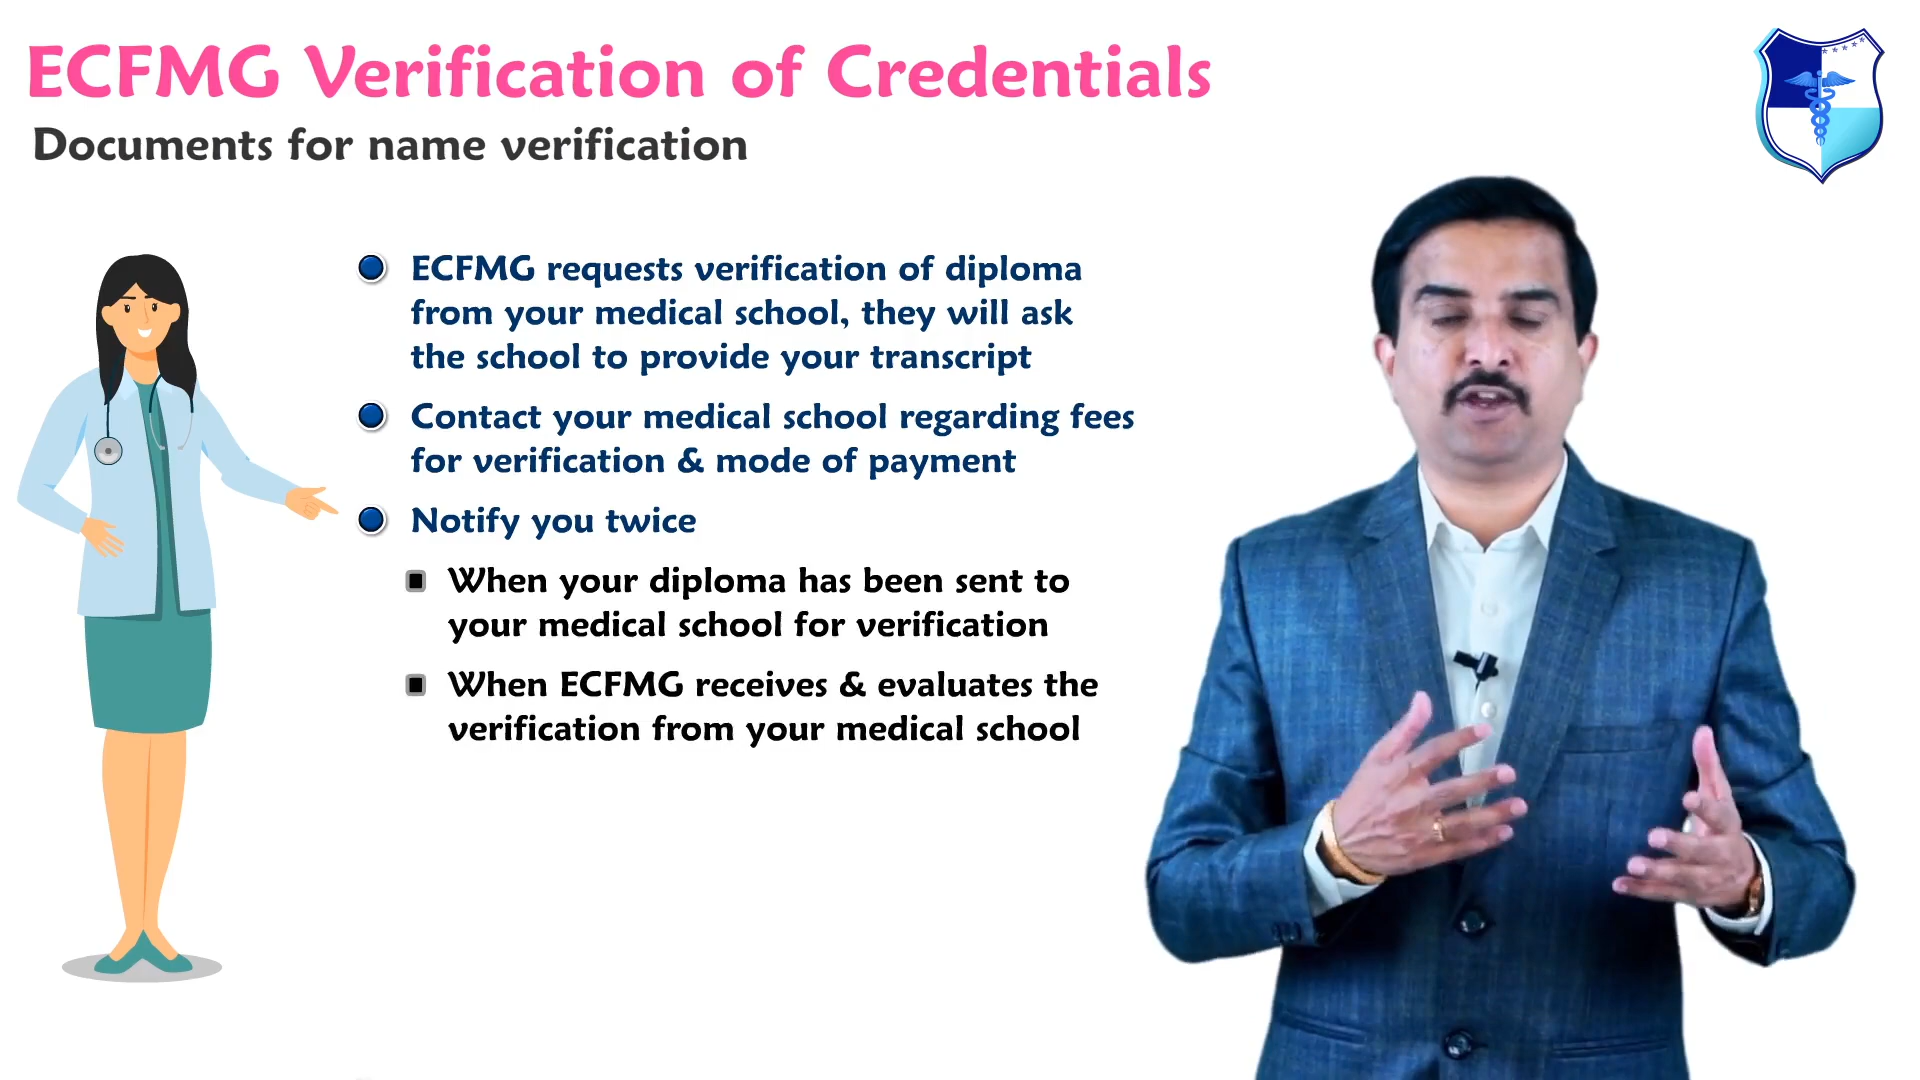 ECFMG Verification of Credentials
Documents for name verification
ECFMG requests verification of diploma
from your medical school, they will ask
the school to provide your transcript
Contact your medical school regarding fees
for verification & mode of payment
Notify you twice
When your diploma has been sent to
your medical school for verification
When ECFMG receives & evaluates the
verification from your medical school